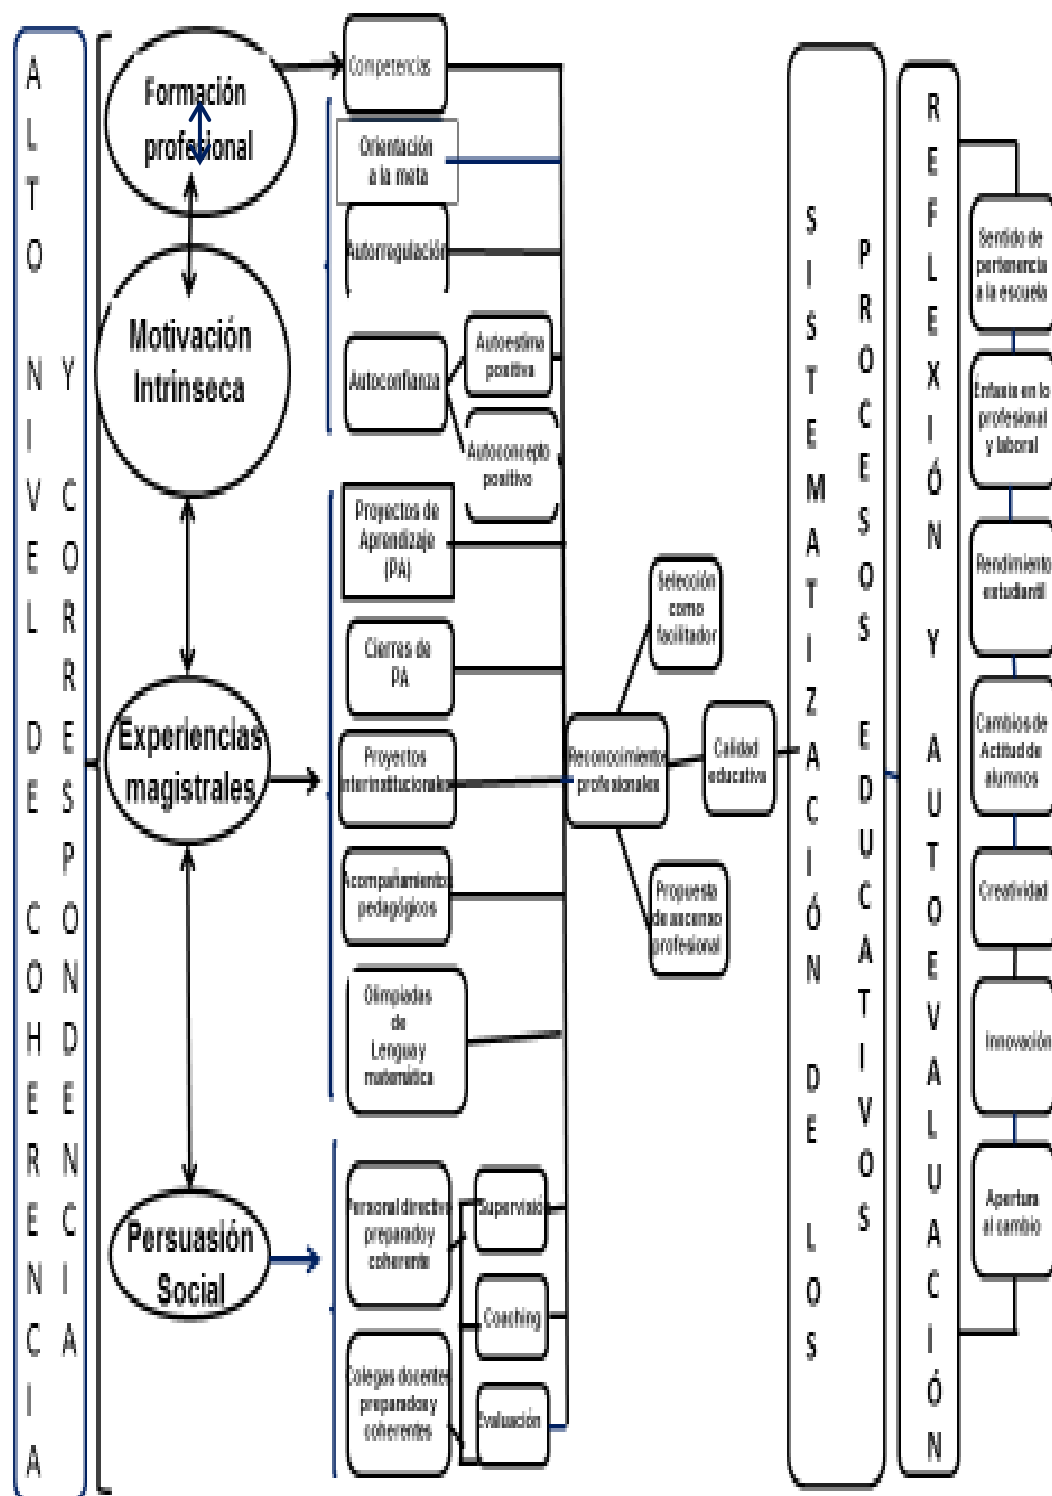 ALTO NIVEL DE COHERENCIA
Y CORRESPONDENCIA
Formación
profesional
Motivación
Intrínseca
Experiencias
magistrales
Persuasión
Social
Competencias
Orientación
a la meta
Autorregulación
Autoconfianza
Autoestima
positiva
Autoconcepto
positivo
Proyectos de
Aprendizaje
(PA)
Cierres de
PA
Proyectos
interinstitucionales
Acompañamientos
pedagógicos
Olimpiadas
de
Lengua y
matemática
Personal directivo
preparado y
coherente
Colegas docentes
preparados y
coherentes
Supervisión
Coaching
Evaluación
Selección
como
facilitador
Reconocimiento
profesionales
Propuesta
de ascenso
profesional
Calidad
educativa
SISTEMATIZACIÓN DE LOS
PROCESOS EDUCATIVOS
REFLEXIÓN Y AUTOEVALUACIÓN
Sentido de
pertenencia
a la escuela
Énfasis en lo
profesional
y laboral
Rendimiento
estudiantil
Cambios de
Actitud de
alumnos
Creatividad
Innovación
Apertura
al cambio